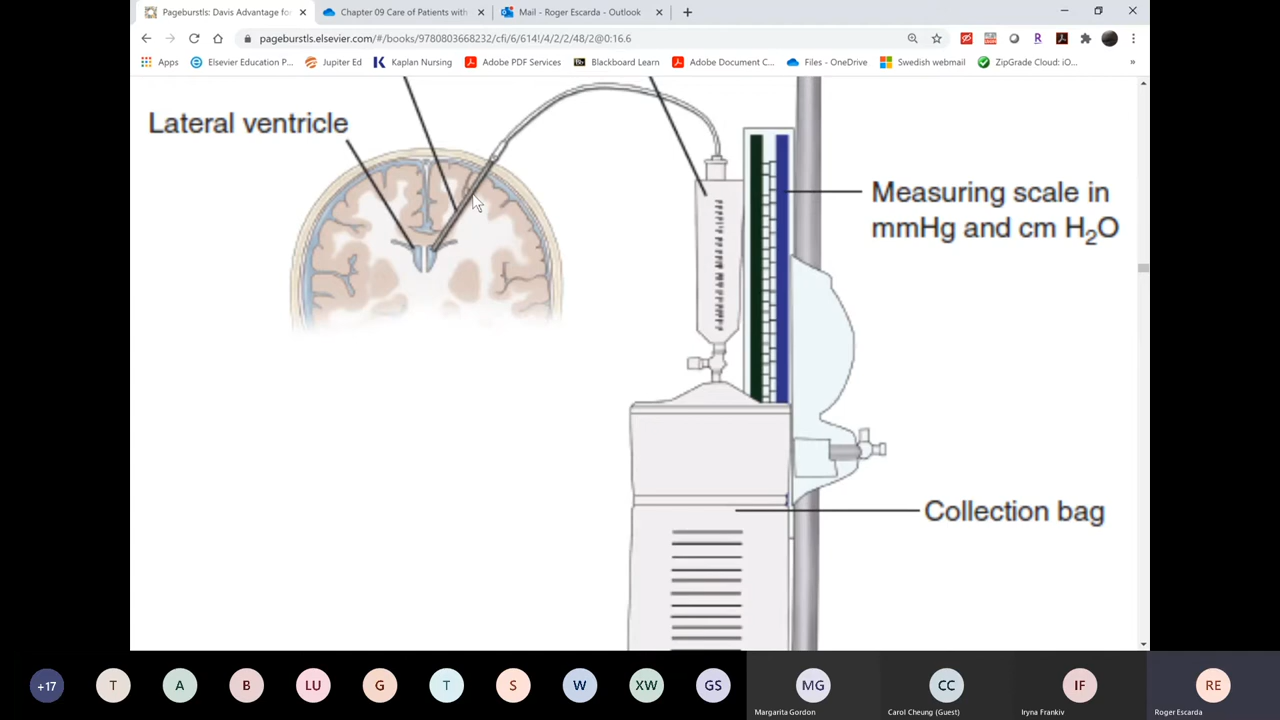 Pageburstls: Davis Advantage for
Chapter 09 Care of Patients with
Mail - Roger Escarda - Outlook
pageburstls.elsevier.com/#/books/9780803668232/cfi/6/614!/4/2/2/48/2@0:16.6
Apps
Elsevier Education P...
Jupiter Ed
Kaplan Nursing
Adobe PDF Services
Blackboard Learn
Adobe Document C...
Files - OneDrive
Swedish webmail
ZipGrade Cloud: iO...
»
Lateral ventricle
Measuring scale in
mmHg and cm H₂O
Collection bag
+17
T
A
B
LU
G
T
S
W
XW
GS
MG
CC
IF
RE
Margarita Gordon
Carol Cheung (Guest)
Iryna Frankiv
Roger Escarda